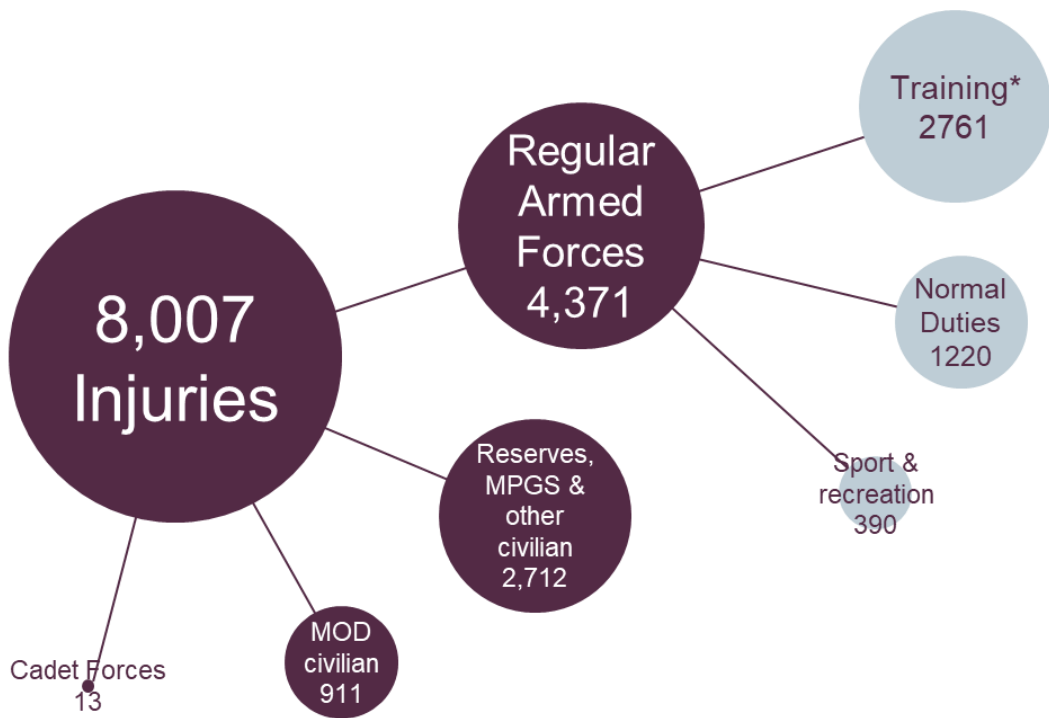 8,007
Injuries
Regular
Armed
Forces
4,371
Training*
2761
Normal
Duties
1220
Sport &
recreation
390
Reserves,
MPGS &
other
civilian
2,712
MOD
civilian
911
Cadet Forces
13